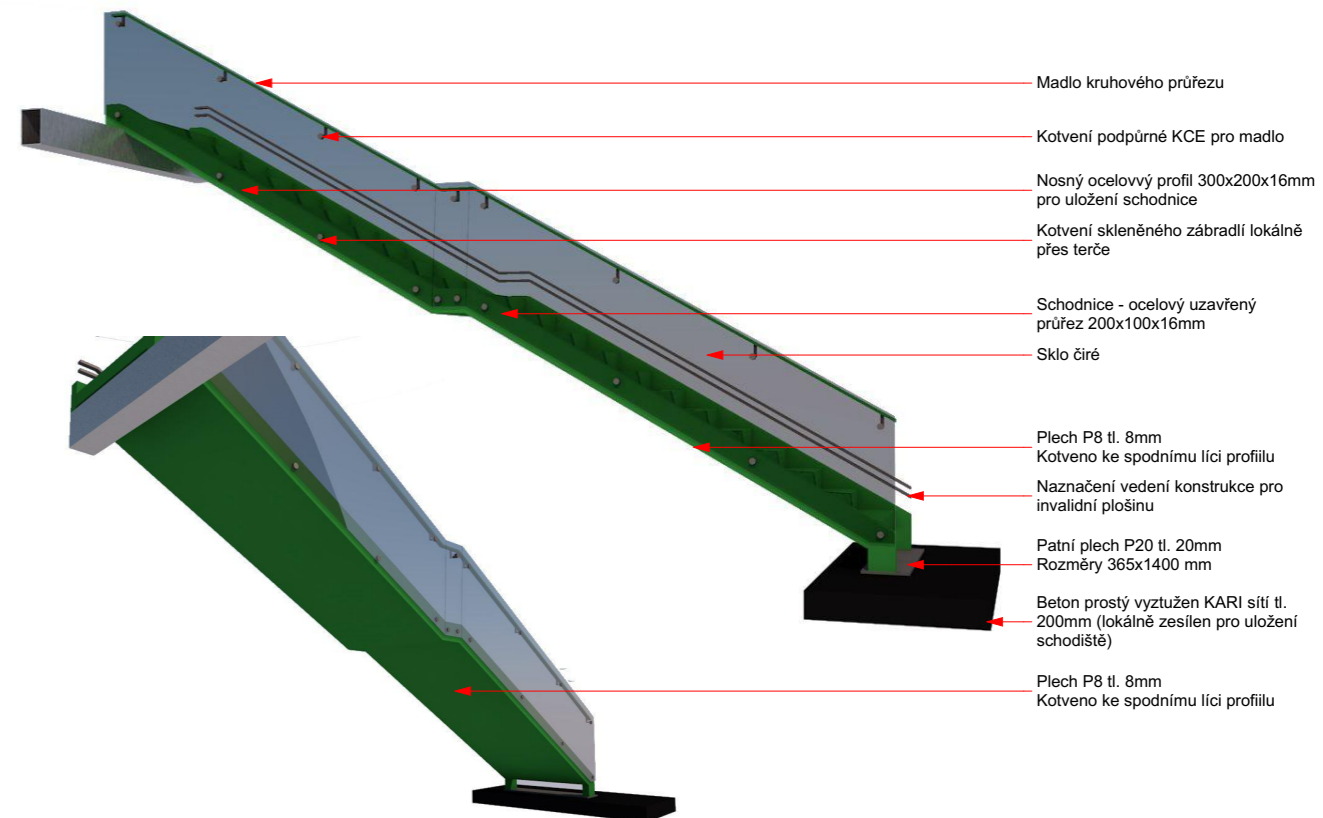 Madlo kruhového průřezu
Kotvení podpůrné KCE pro madlo
Nosný ocelovvý profil 300x200x16mm
pro uložení schodnice
Kotvení skleněného zábradlí lokálně
přes terče
Schodnice - ocelový uzavřený
průřez 200x100x16mm
Sklo čiré
Plech P8 tl. 8mm
Kotveno ke spodnímu líci profiilu
Naznačení vedení konstrukce pro
invalidní plošinu
Patní plech P20 tl. 20mm
Rozměry 365x1400 mm
Beton prostý vyztužen KARI sítí tl.
200mm (lokálně zesílen pro uložení
schodiště)
Plech P8 tl. 8mm
Kotveno ke spodnímu líci profiilu